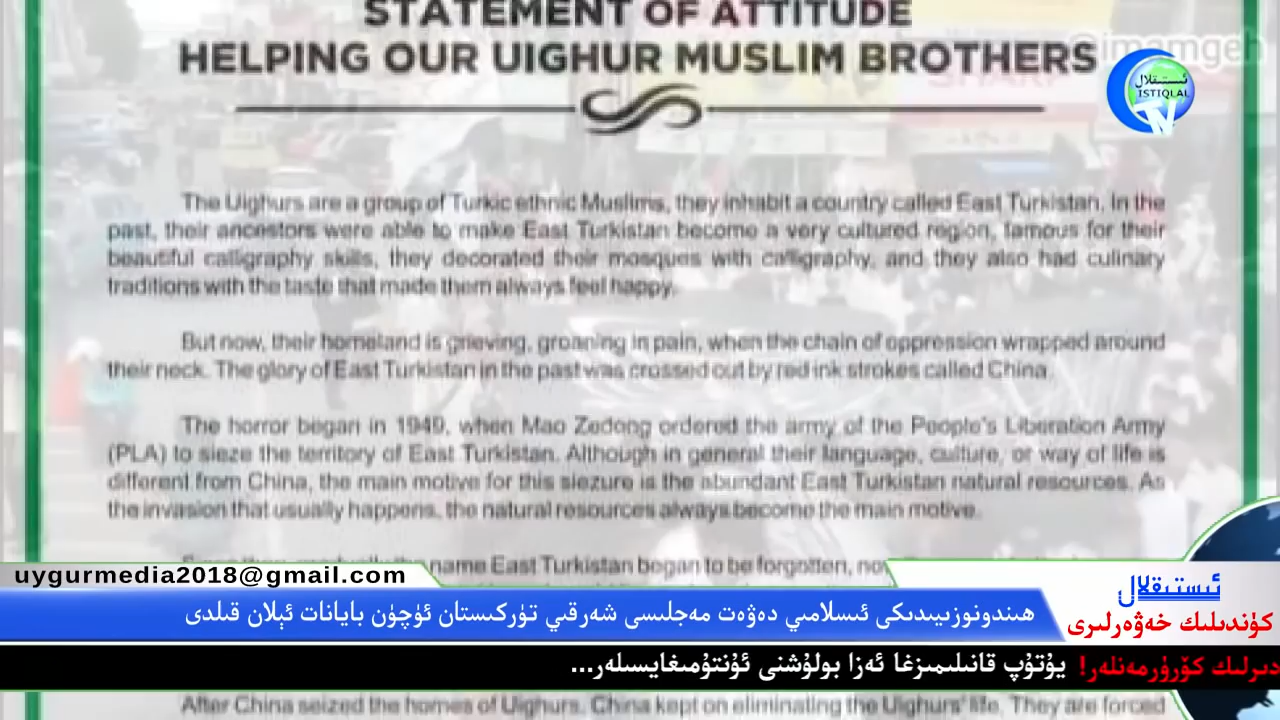 STATEMENT OF ATTITUDE
HELPING OUR UIGHUR MUSLIM BROTHERS
@imamgeh
ئىستىقلال
ISTIQLAL
TV
The Uighurs are a group of Turkic ethnic Muslims, they inhabit a country called East Turkistan. In the
past, their ancestors were able to make East Turkistan become a very cultured region, famous for their
beautiful calligraphy skills, they decorated their mosques with calligraphy, and they also had culinary
traditions with the taste that made them always feel happy.
But now, their homeland is grieving, groaning in pain, when the chain of oppression wrapped around
their neck. The glory of East Turkistan in the past was crossed out by red ink strokes called China.
The horror began in 1949, when Mao Zedong ordered the army of the People's Liberation Army
(PLA) to sieze the territory of East Turkistan. Although in general their language, culture, or way of life is
different from China, the main motive for this siezure is the abundant East Turkistan natural resources. As
the invasion that usually happens, the natural resources always become the main motive.
name East Turkistan began to be forgotten,
uygurmedia2018@gmail.com
ئىستىقلال
كۈندىلىك خەۋەرلىرى
ھىندونوزىيىدىكى ئىسلامىي دەۋەت مەجلىسى شەرقىي تۈركىستان ئۈچۈن بايانات ئېلان قىلدى
دىرلىك كۆرۈرمەنلەر! يۇتۇپ قانىلىمىزغا ئەزا بولۇشنى ئۇنتۇمىغايسىلەر...
After China seized the homes of Uighurs, China kept on eliminating the Uighurs' life. They are forced